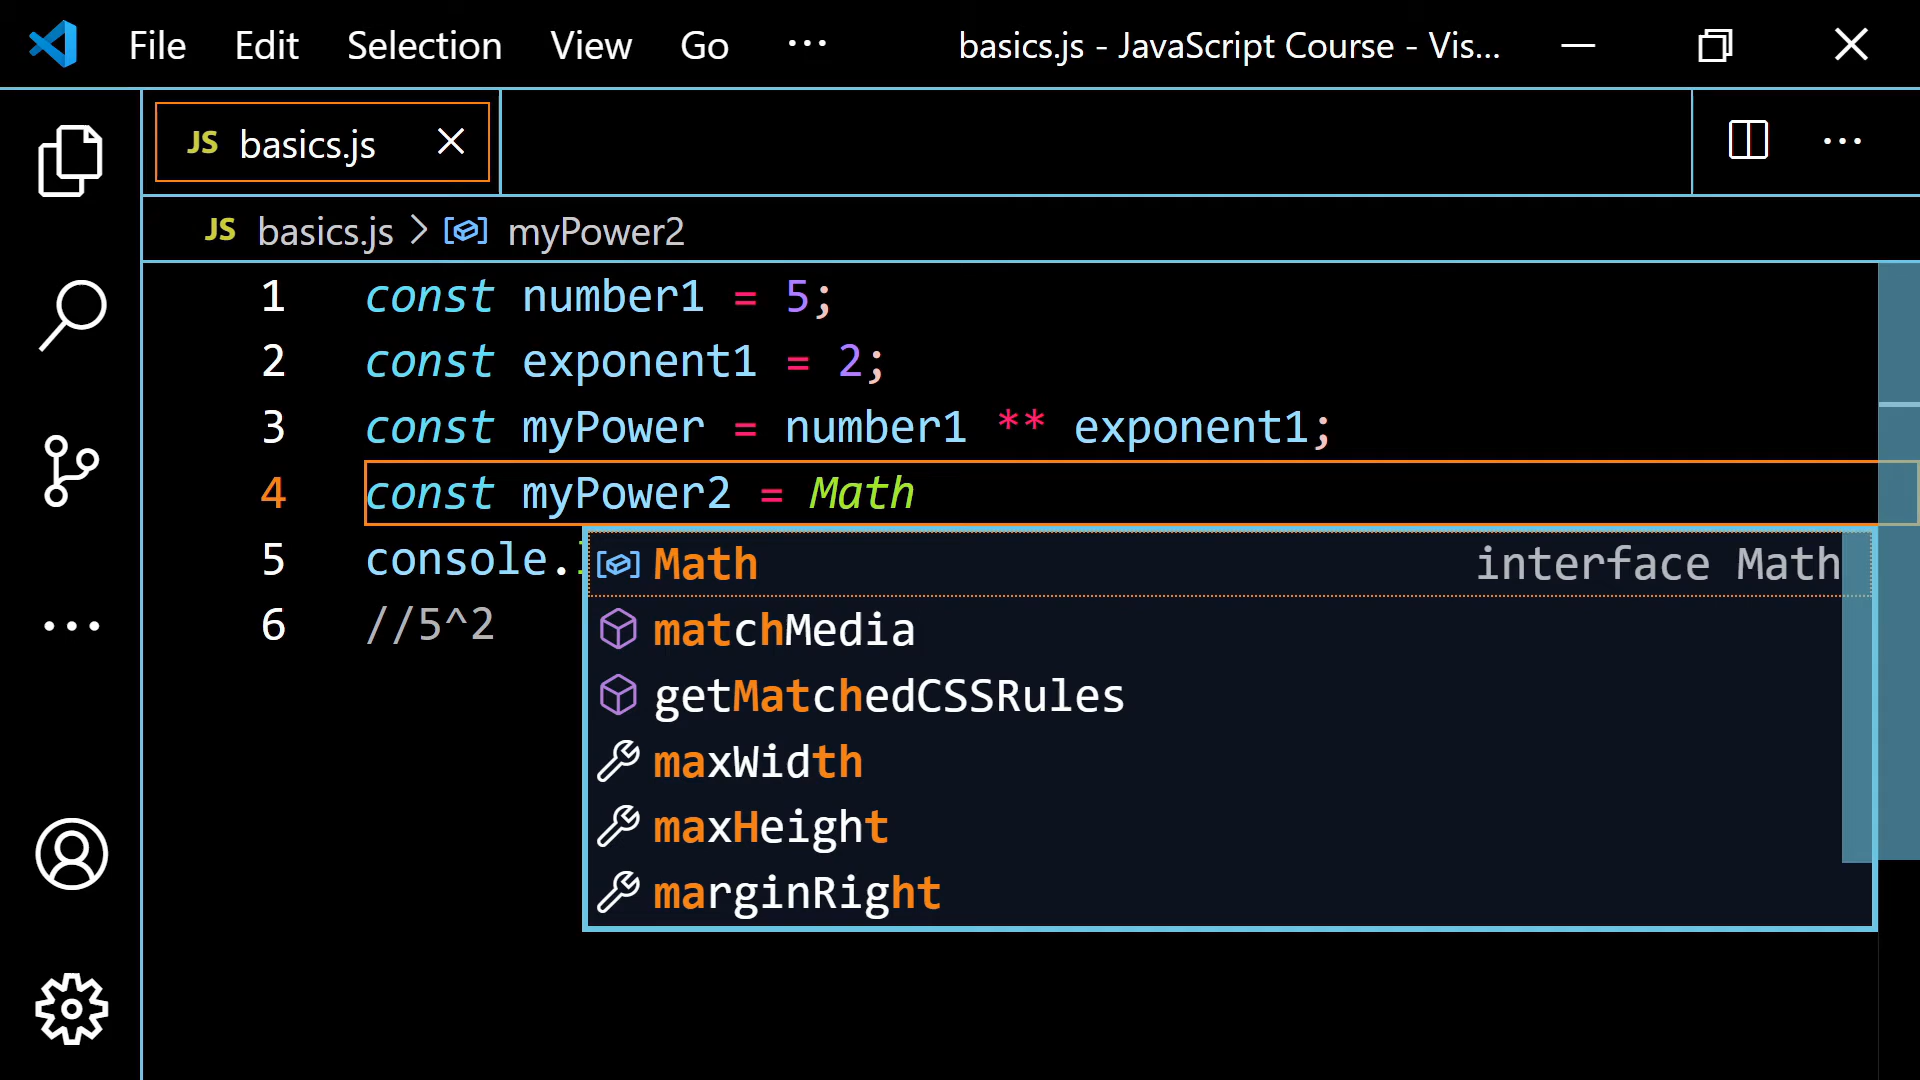 File Edit Selection View Go ... basics.js - JavaScript Course - Vis...
JS basics.js
JS basics.js > myPower2
1 const number1 = 5;
2 const exponent1 = 2;
3 const myPower = number1 ** exponent1;
4 const myPower2 = Math
5 console.
6 //5^2
Math interface Math
matchMedia
getMatchedCSSRules
maxWidth
maxHeight
marginRight